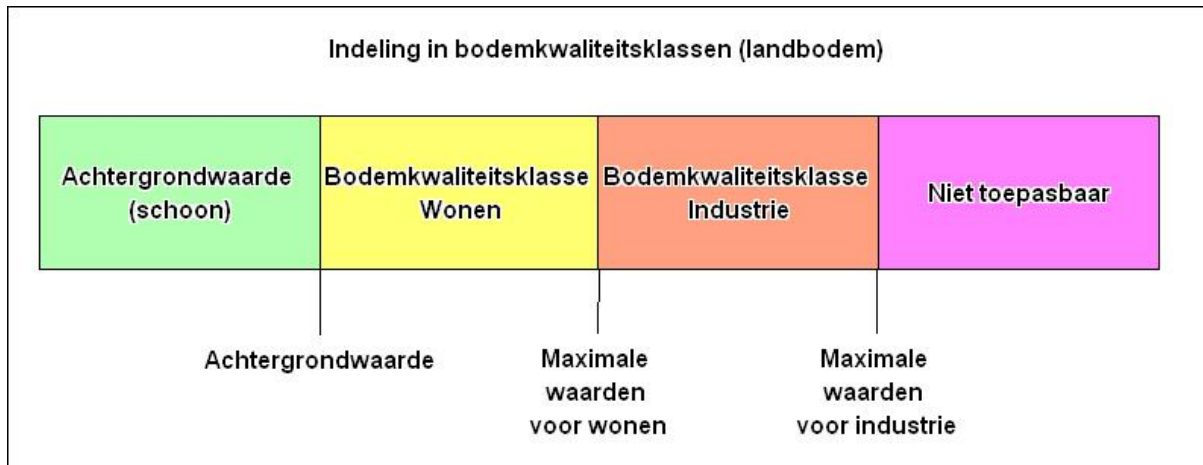 Indeling in bodemkwaliteitsklassen (landbodem)
Achtergrondwaarde
(schoon)
Bodemkwaliteitsklasse
Wonen
Bodemkwaliteitsklasse
Industrie
Niet toepasbaar
Achtergrondwaarde
Maximale
waarden
voor wonen
Maximale
waarden
voor industrie